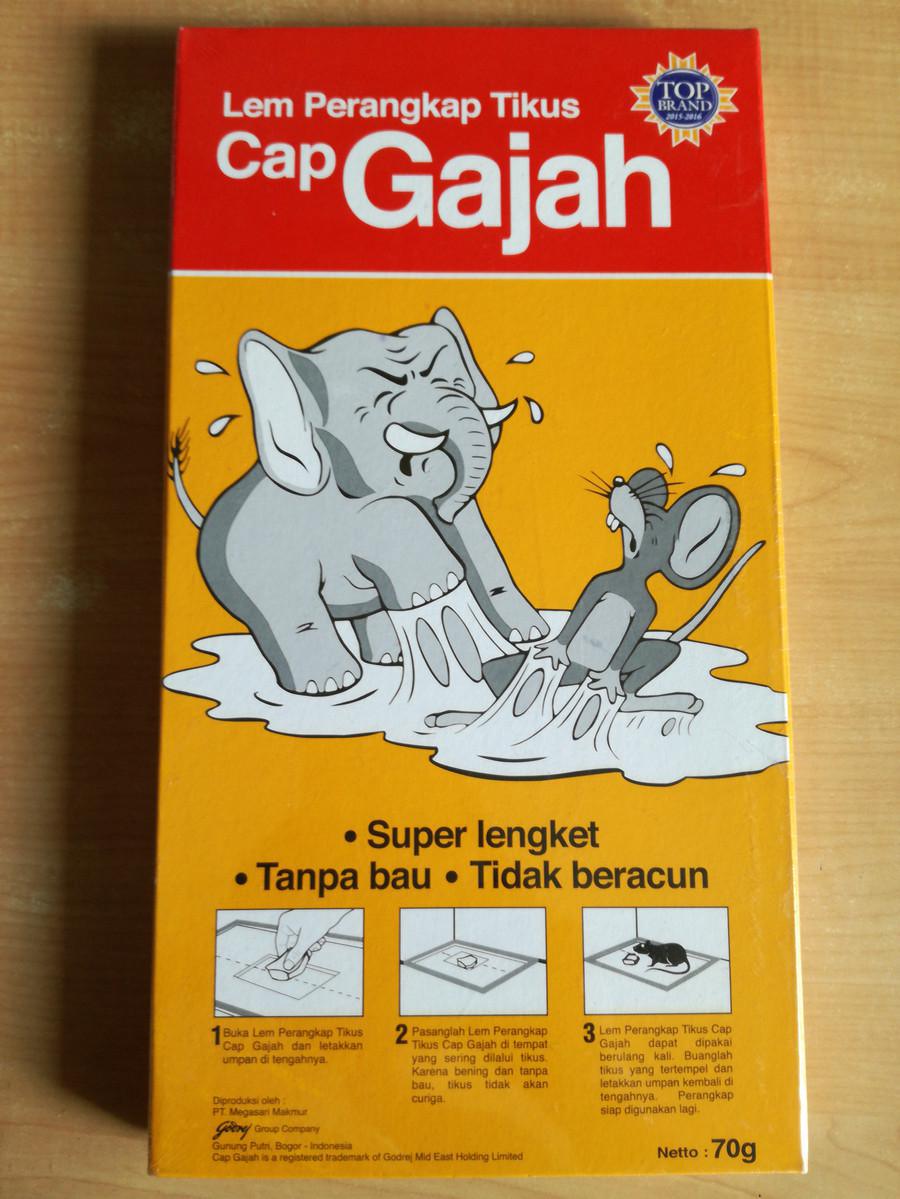 Lem Perangkap Tikus
Cap Gajah
TOP
BRAND
2015-2016
• Super lengket
• Tanpa bau • Tidak beracun
1 Buka Lem Perangkap Tikus
Cap Gajah dan letakkan
umpan di tengahnya.
2 Pasanglah Lem Perangkap
Tikus Cap Gajah di tempat
yang sering dilalui tikus.
Karena bening dan tanpa
bau, tikus tidak akan
curiga.
3 Lem Perangkap Tikus Cap
Gajah dapat dipakai
berulang kali. Buanglah
tikus yang tertempel dan
letakkan umpan kembali di
tengahnya. Perangkap
siap digunakan lagi.
Diproduksi oleh :
PT. Megasari Makmur
Godrej Group Company
Gunung Putri, Bogor - Indonesia
Cap Gajah is a registered trademark of Godrej Mid East Holding Limited
Netto : 70g